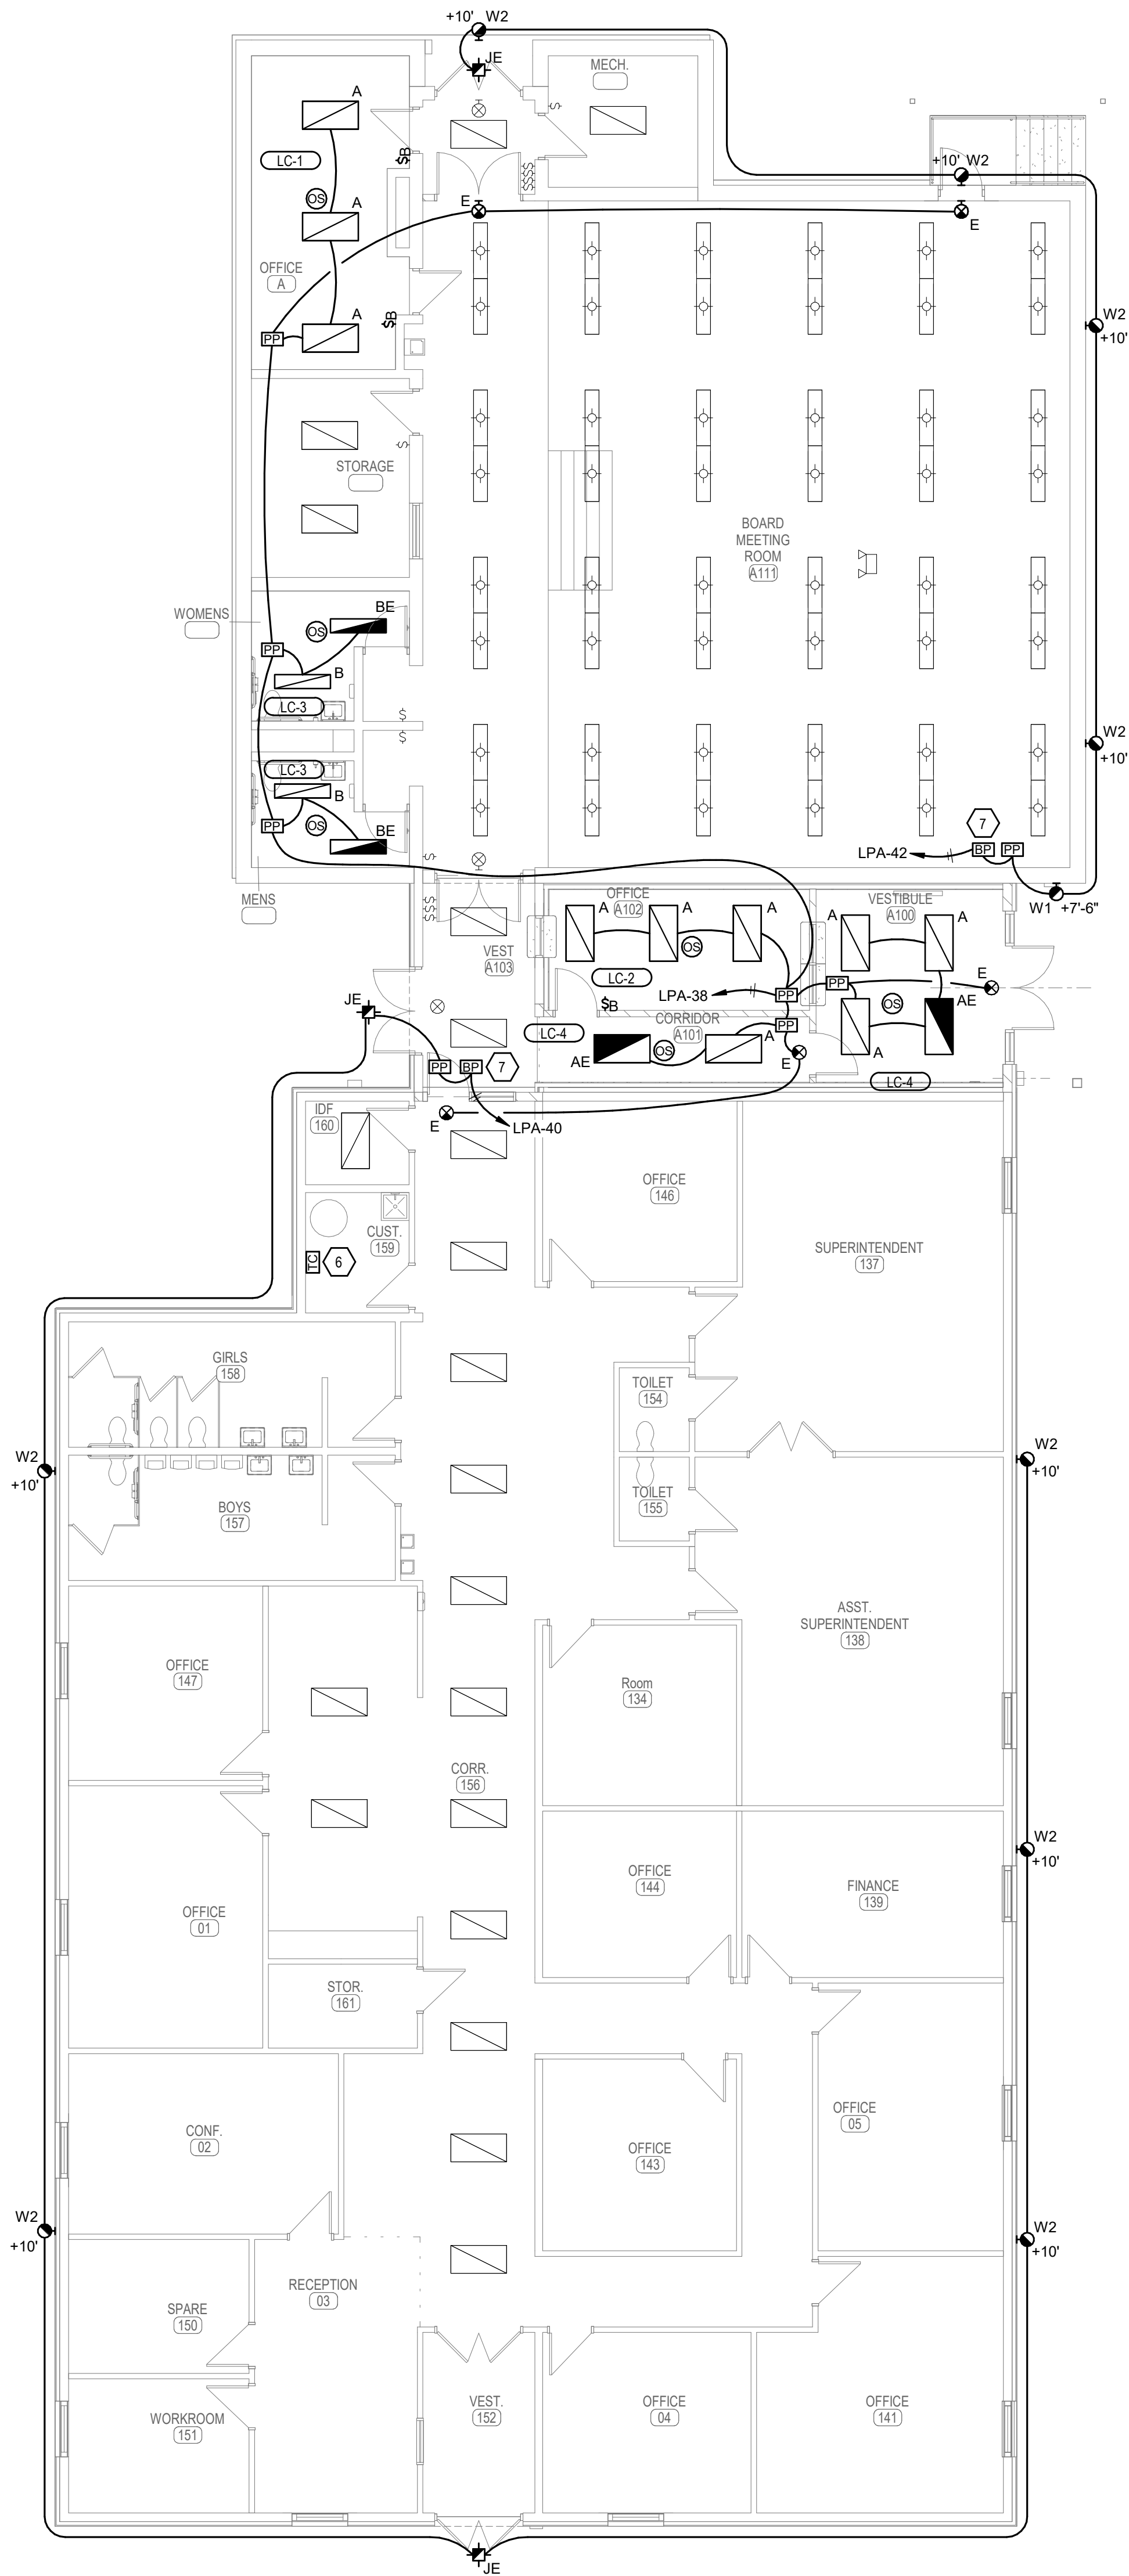 +10' W2
JE
MECH.
A
$B
LC-1
+10' W2
OS
A
E
E
OFFICE
A
W2
+10'
A
$B
PP
$
STORAGE
$
BOARD
MEETING
ROOM
A111
WOMENS
BE
OS
PP
B
LC-3
$
W2
+10'
$
LC-3
B
7
PP
OS
BE
LPA-42
BP
PP
$
MENS
W1 +7'-6"
OFFICE
A102
VESTIBULE
A100
A
A
A
A
A
$$$
VEST
A103
OS
LC-2
E
PP
JE
LPA-38
PP
OS
AE
$B
CORRIDOR
A101
LC-4
PP
A
A
AE
OS
E
PP
BP
7
LC-4
E
LPA-40
IDF
160
OFFICE
146
CUST.
159
TC
6
SUPERINTENDENT
137
GIRLS
158
TOILET
154
W2
+10'
W2
+10'
TOILET
155
BOYS
157
ASST.
SUPERINTENDENT
138
OFFICE
147
Room
134
CORR.
156
W2
+10'
OFFICE
144
FINANCE
139
OFFICE
01
STOR.
161
OFFICE
05
CONF.
02
OFFICE
143
W2
+10'
W2
+10'
RECEPTION
03
SPARE
150
WORKROOM
151
VEST.
152
OFFICE
04
OFFICE
141
JE